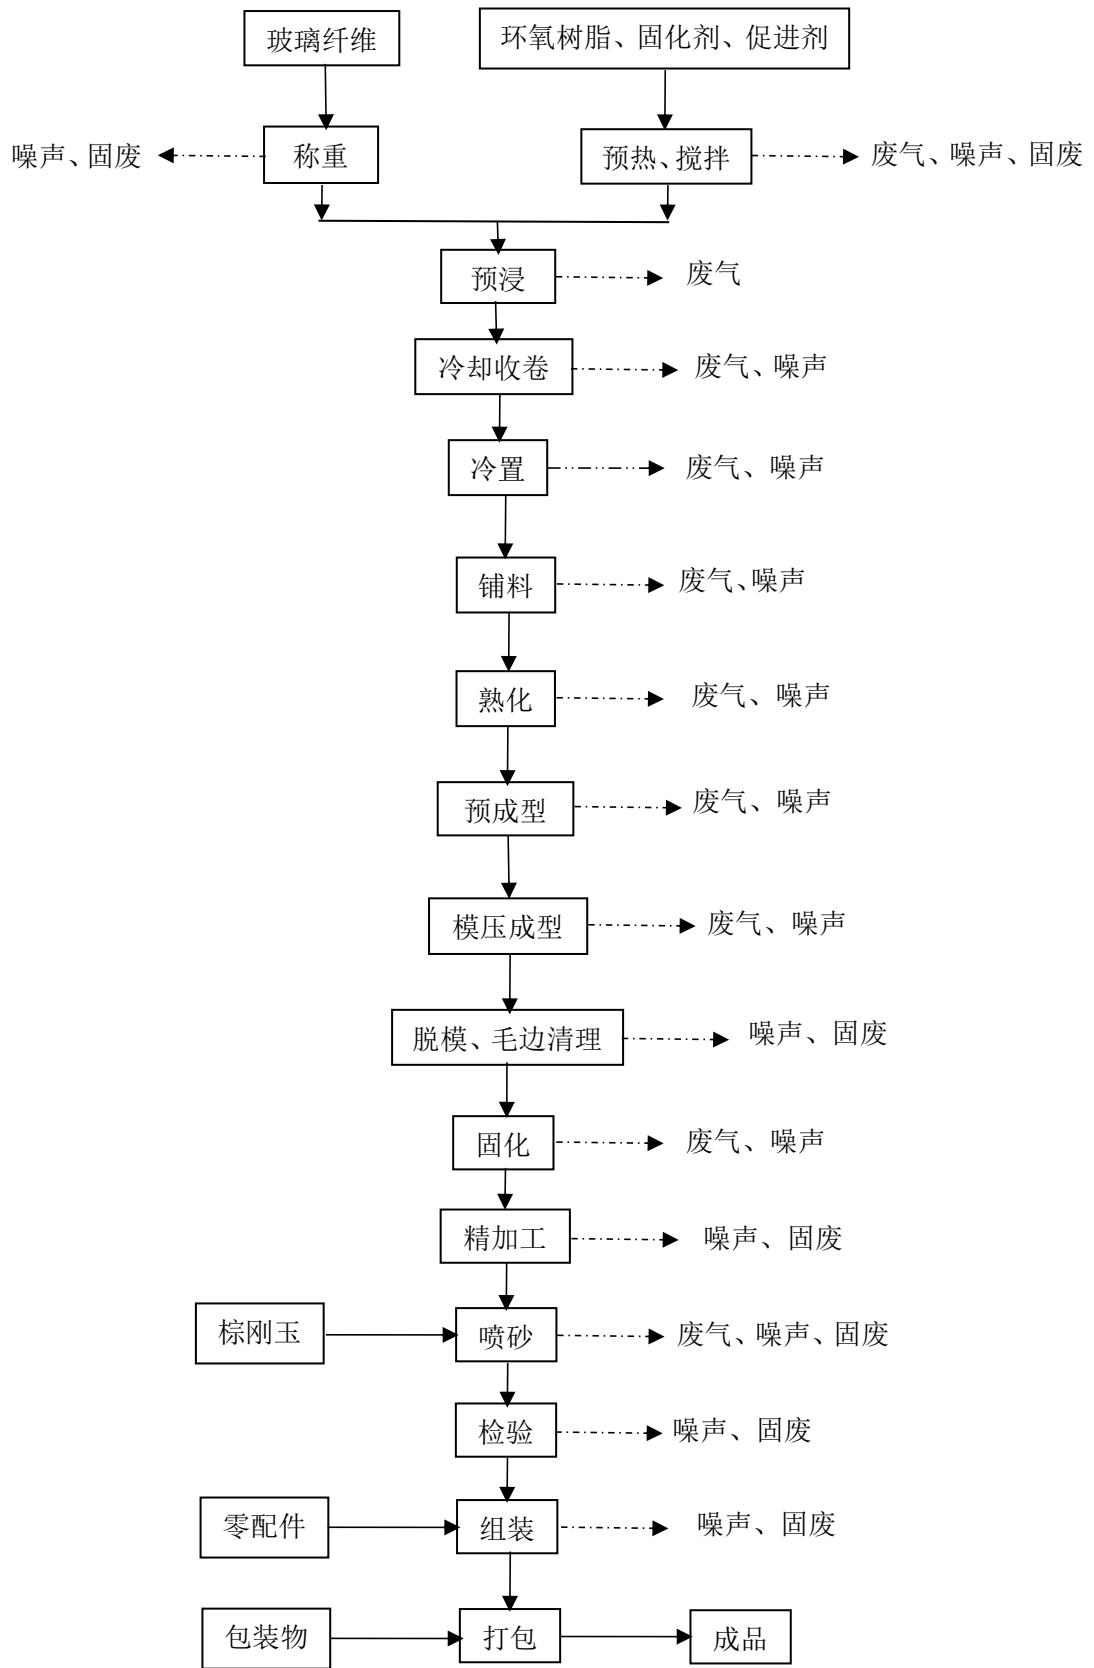 玻璃纤维
环氧树脂、固化剂、促进剂
噪声、固废
称重
预热、搅拌
废气、噪声、固废
预浸
废气
冷却收卷
废气、噪声
冷置
废气、噪声
铺料
废气、噪声
熟化
废气、噪声
预成型
废气、噪声
模压成型
废气、噪声
脱模、毛边清理
噪声、固废
固化
废气、噪声
精加工
噪声、固废
棕刚玉
喷砂
废气、噪声、固废
检验
噪声、固废
零配件
组装
噪声、固废
包装物
打包
成品